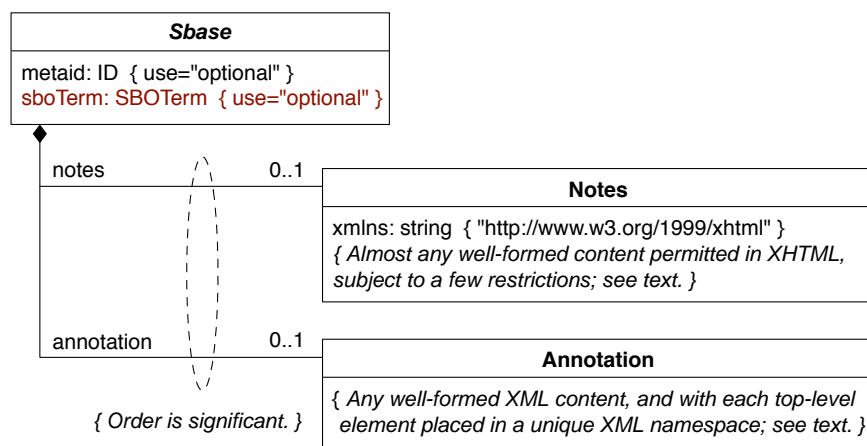 Sbase
metaid: ID { use="optional" }
sboTerm: SBOTerm { use="optional" }
notes
0..1
Notes
xmlns: string { "http://www.w3.org/1999/xhtml" }
{ Almost any well-formed content permitted in XHTML,
subject to a few restrictions; see text. }
annotation
0..1
Annotation
{ Any well-formed XML content, and with each top-level
element placed in a unique XML namespace; see text. }
{ Order is significant. }